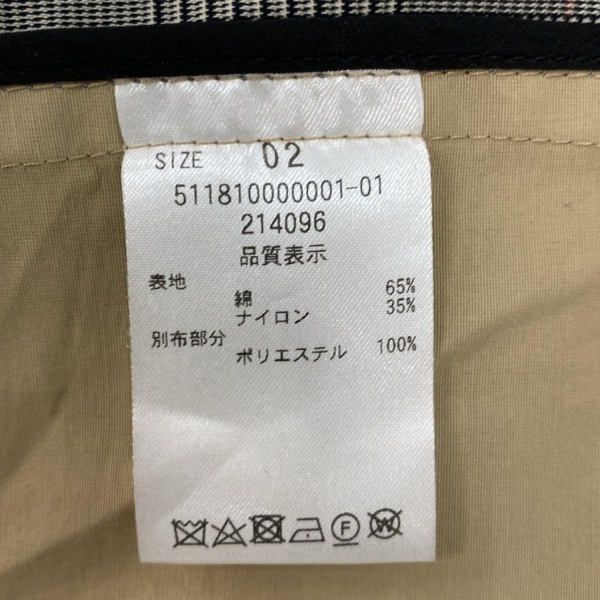 SIZE 02
511810000001-01
214096
品質表示
表地
綿 65%
ナイロン 35%
別布部分
ポリエステル 100%
F
W